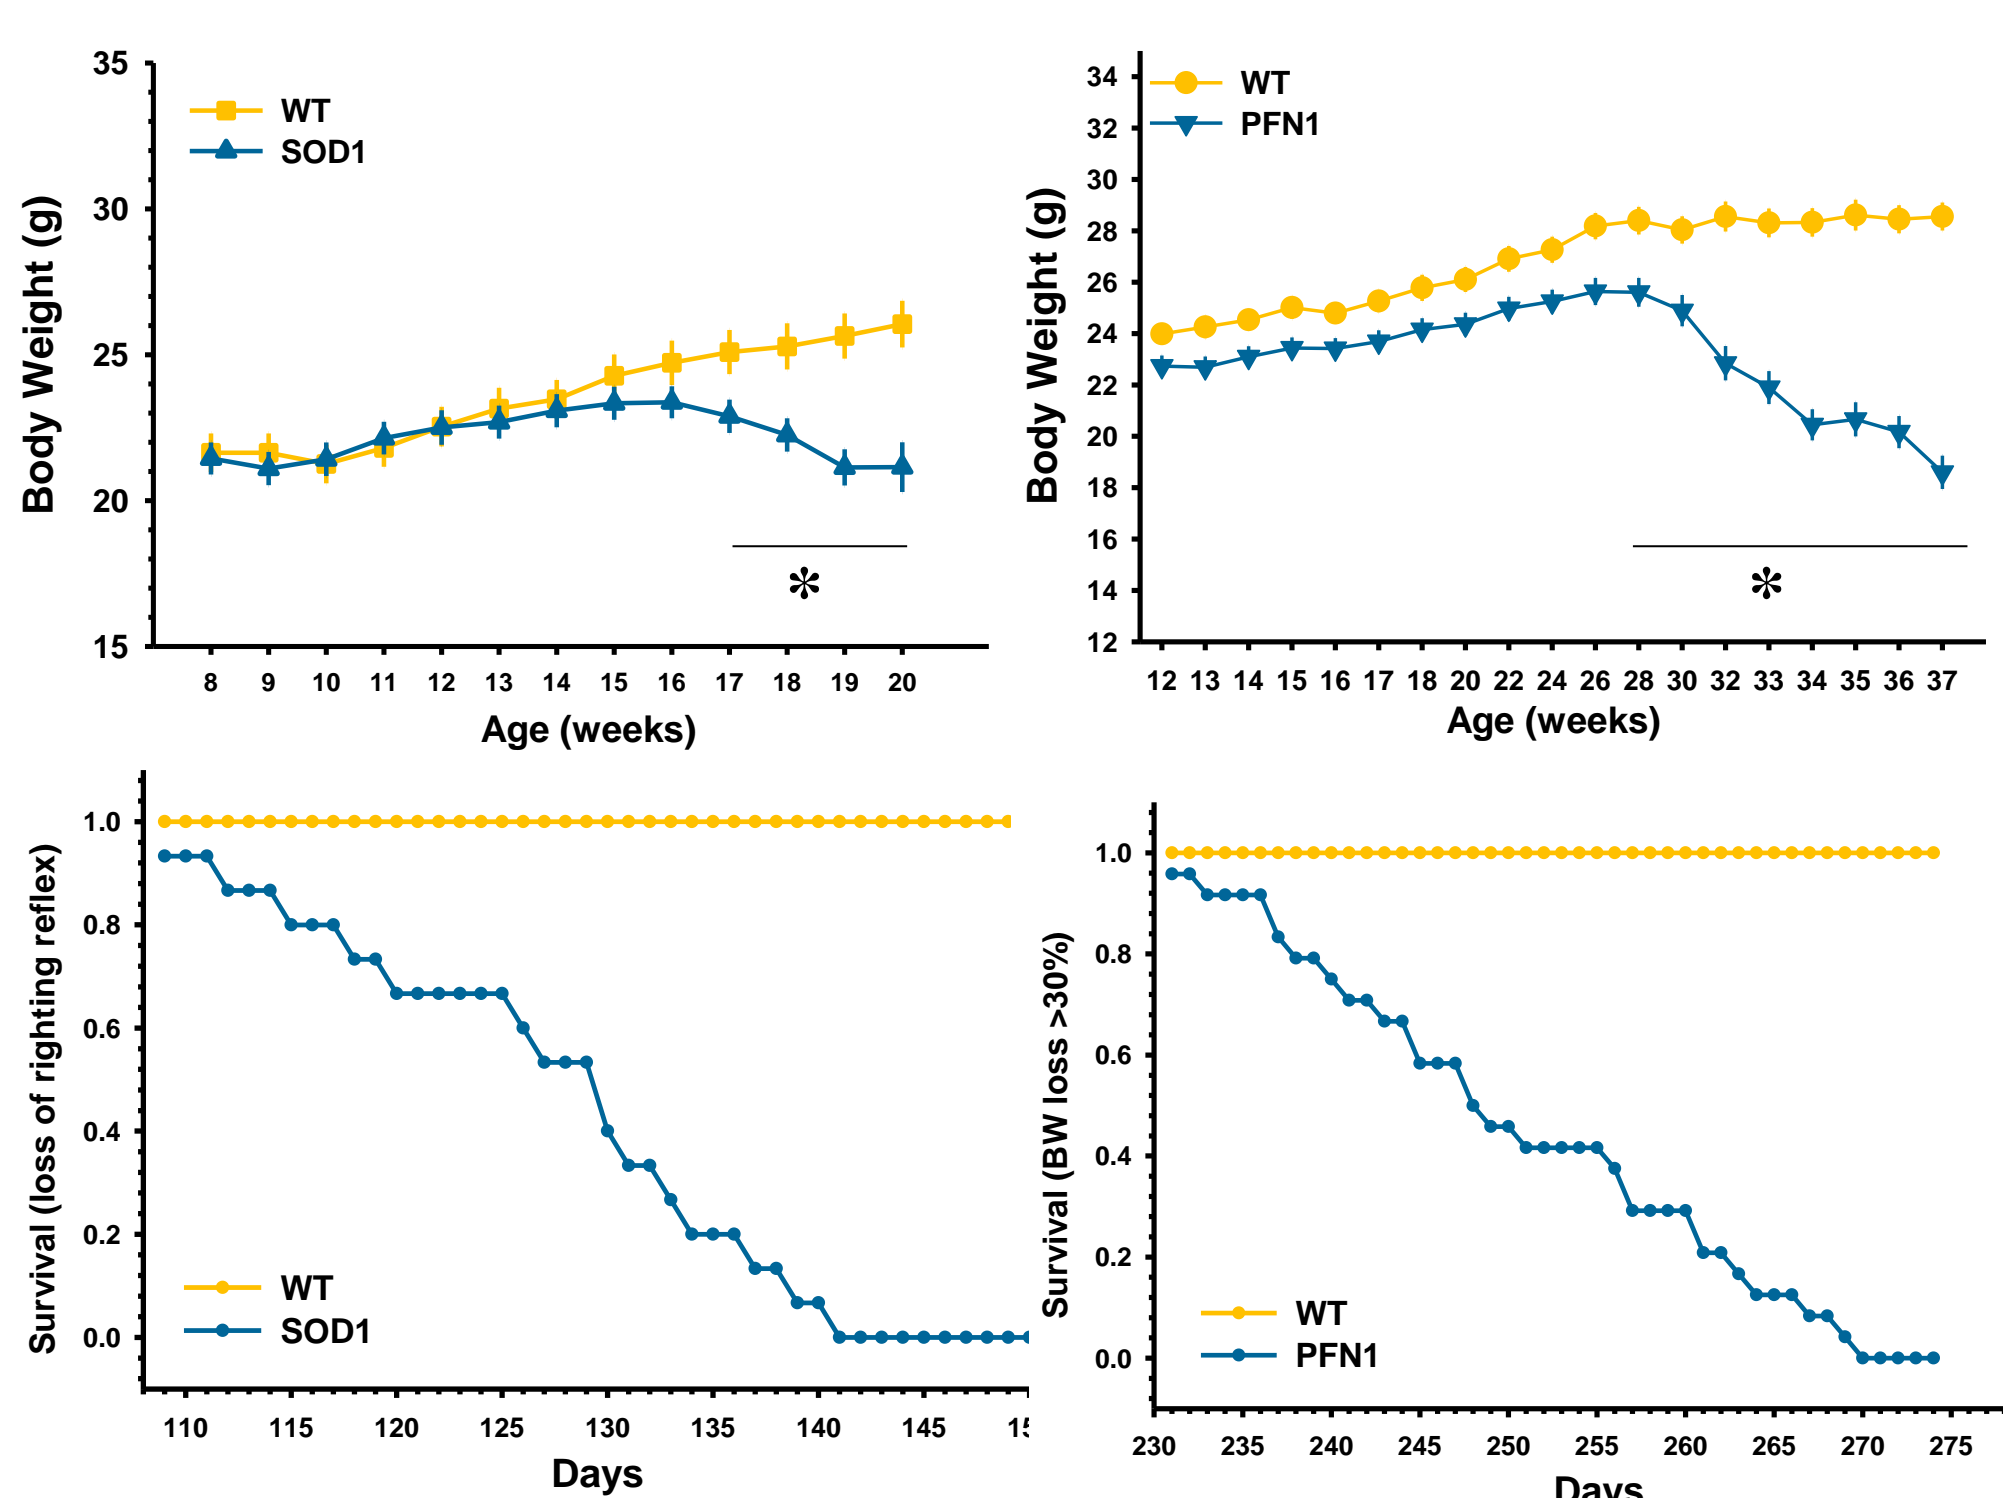 35
30
25
20
15
Body Weight (g)
WT
SOD1
*
8 9 10 11 12 13 14 15 16 17 18 19 20
Age (weeks)
34
32
30
28
26
24
22
20
18
16
14
12
Body Weight (g)
WT
PFN1
*
12 13 14 15 16 17 18 20 22 24 26 28 30 32 33 34 35 36 37
Age (weeks)
1.0
0.8
0.6
0.4
0.2
0.0
Survival (loss of righting reflex)
WT
SOD1
110 115 120 125 130 135 140 145
Days
1.0
0.8
0.6
0.4
0.2
0.0
Survival (BW loss >30%)
WT
PFN1
230 235 240 245 250 255 260 265 270 275
Days